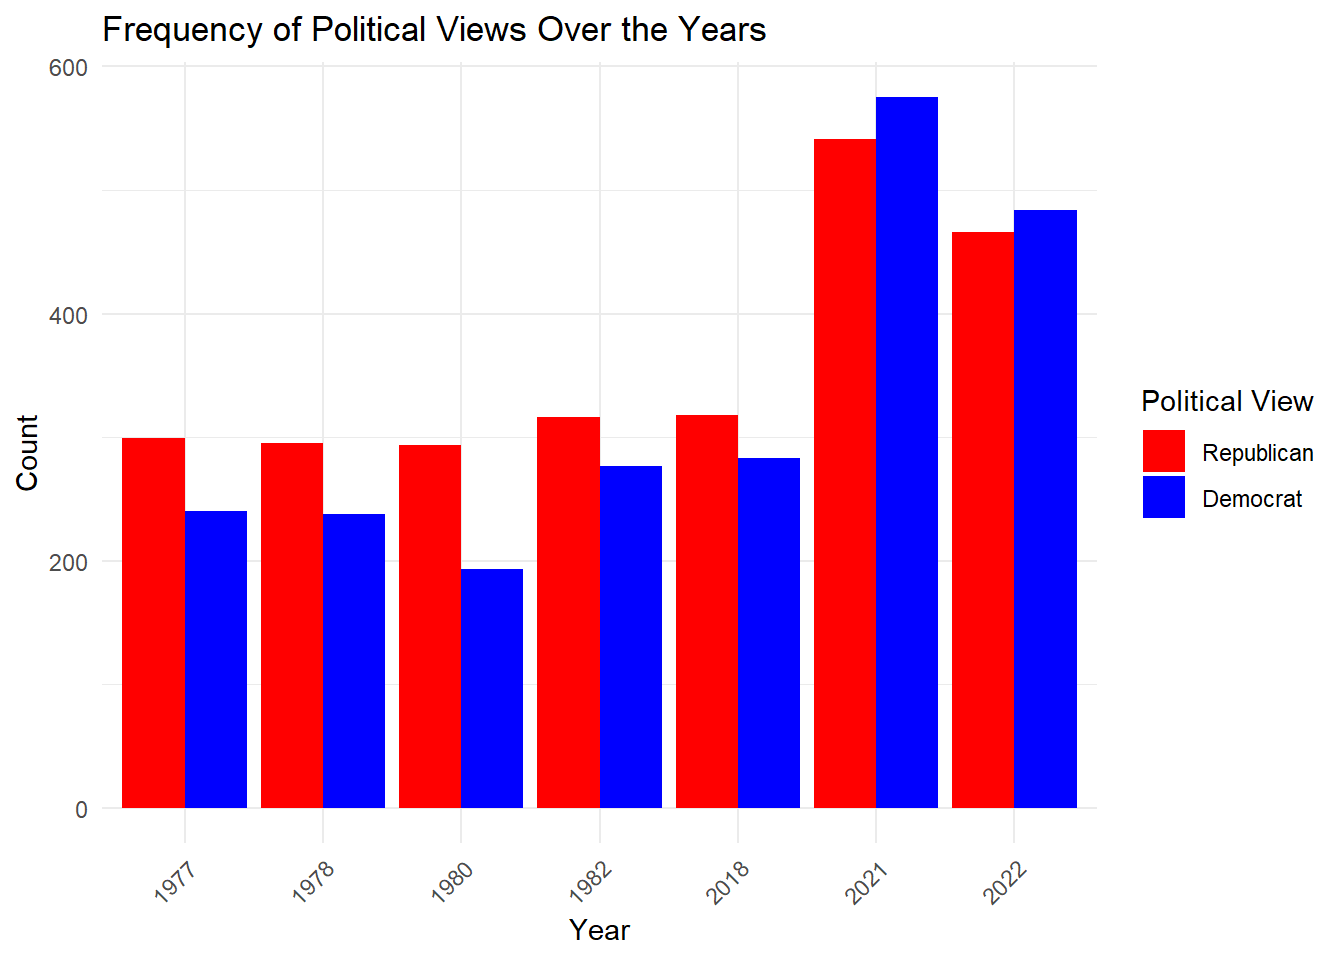 Frequency of Political Views Over the Years
600
400
200
0
Count
1977
1978
1980
1982
2018
2021
2022
Year
Political View
Republican
Democrat